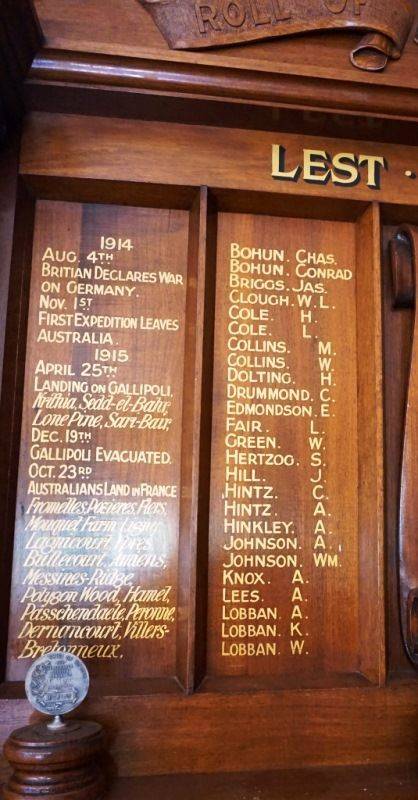 ROLL OF
LEST
1914
AUG. 4TH
BRITIAN DECLARES WAR
ON GERMANY.
NOV. 1ST
FIRST EXPEDITION LEAVES
AUSTRALIA.
1915
APRIL 25TH
LANDING ON GALLIPOLI,
Krithia, Sedd-el-Bahr,
Lone Pine, Sari-Bair
DEC. 19TH
GALLIPOLI EVACUATED.
OCT. 23RD
AUSTRALIANS LAND IN FRANCE
Fromelles, Pozieres, Flers,
Mouquet Farm,
Lagnicourt, Ypres,
Bullecourt, Amiens,
Messines-Ridge,
Polygon Wood, Hamel,
Passchendaele, Peronne,
Dernancourt, Villers-
Bretonneux.
BOHUN. CHAS.
BOHUN. CONRAD
BRIGGS. JAS.
CLOUGH. W. L.
COLE. H.
COLE. L.
COLLINS. M.
COLLINS. W.
DOLTING. H.
DRUMMOND. C.
EDMONDSON. E.
FAIR. L.
GREEN. W.
HERTZOG. S.
HILL. J.
HINTZ. C.
HINTZ. A.
HINKLEY. A.
JOHNSON. A.
JOHNSON. WM.
KNOX. A.
LEES. A.
LOBBAN. A.
LOBBAN. K.
LOBBAN. W.